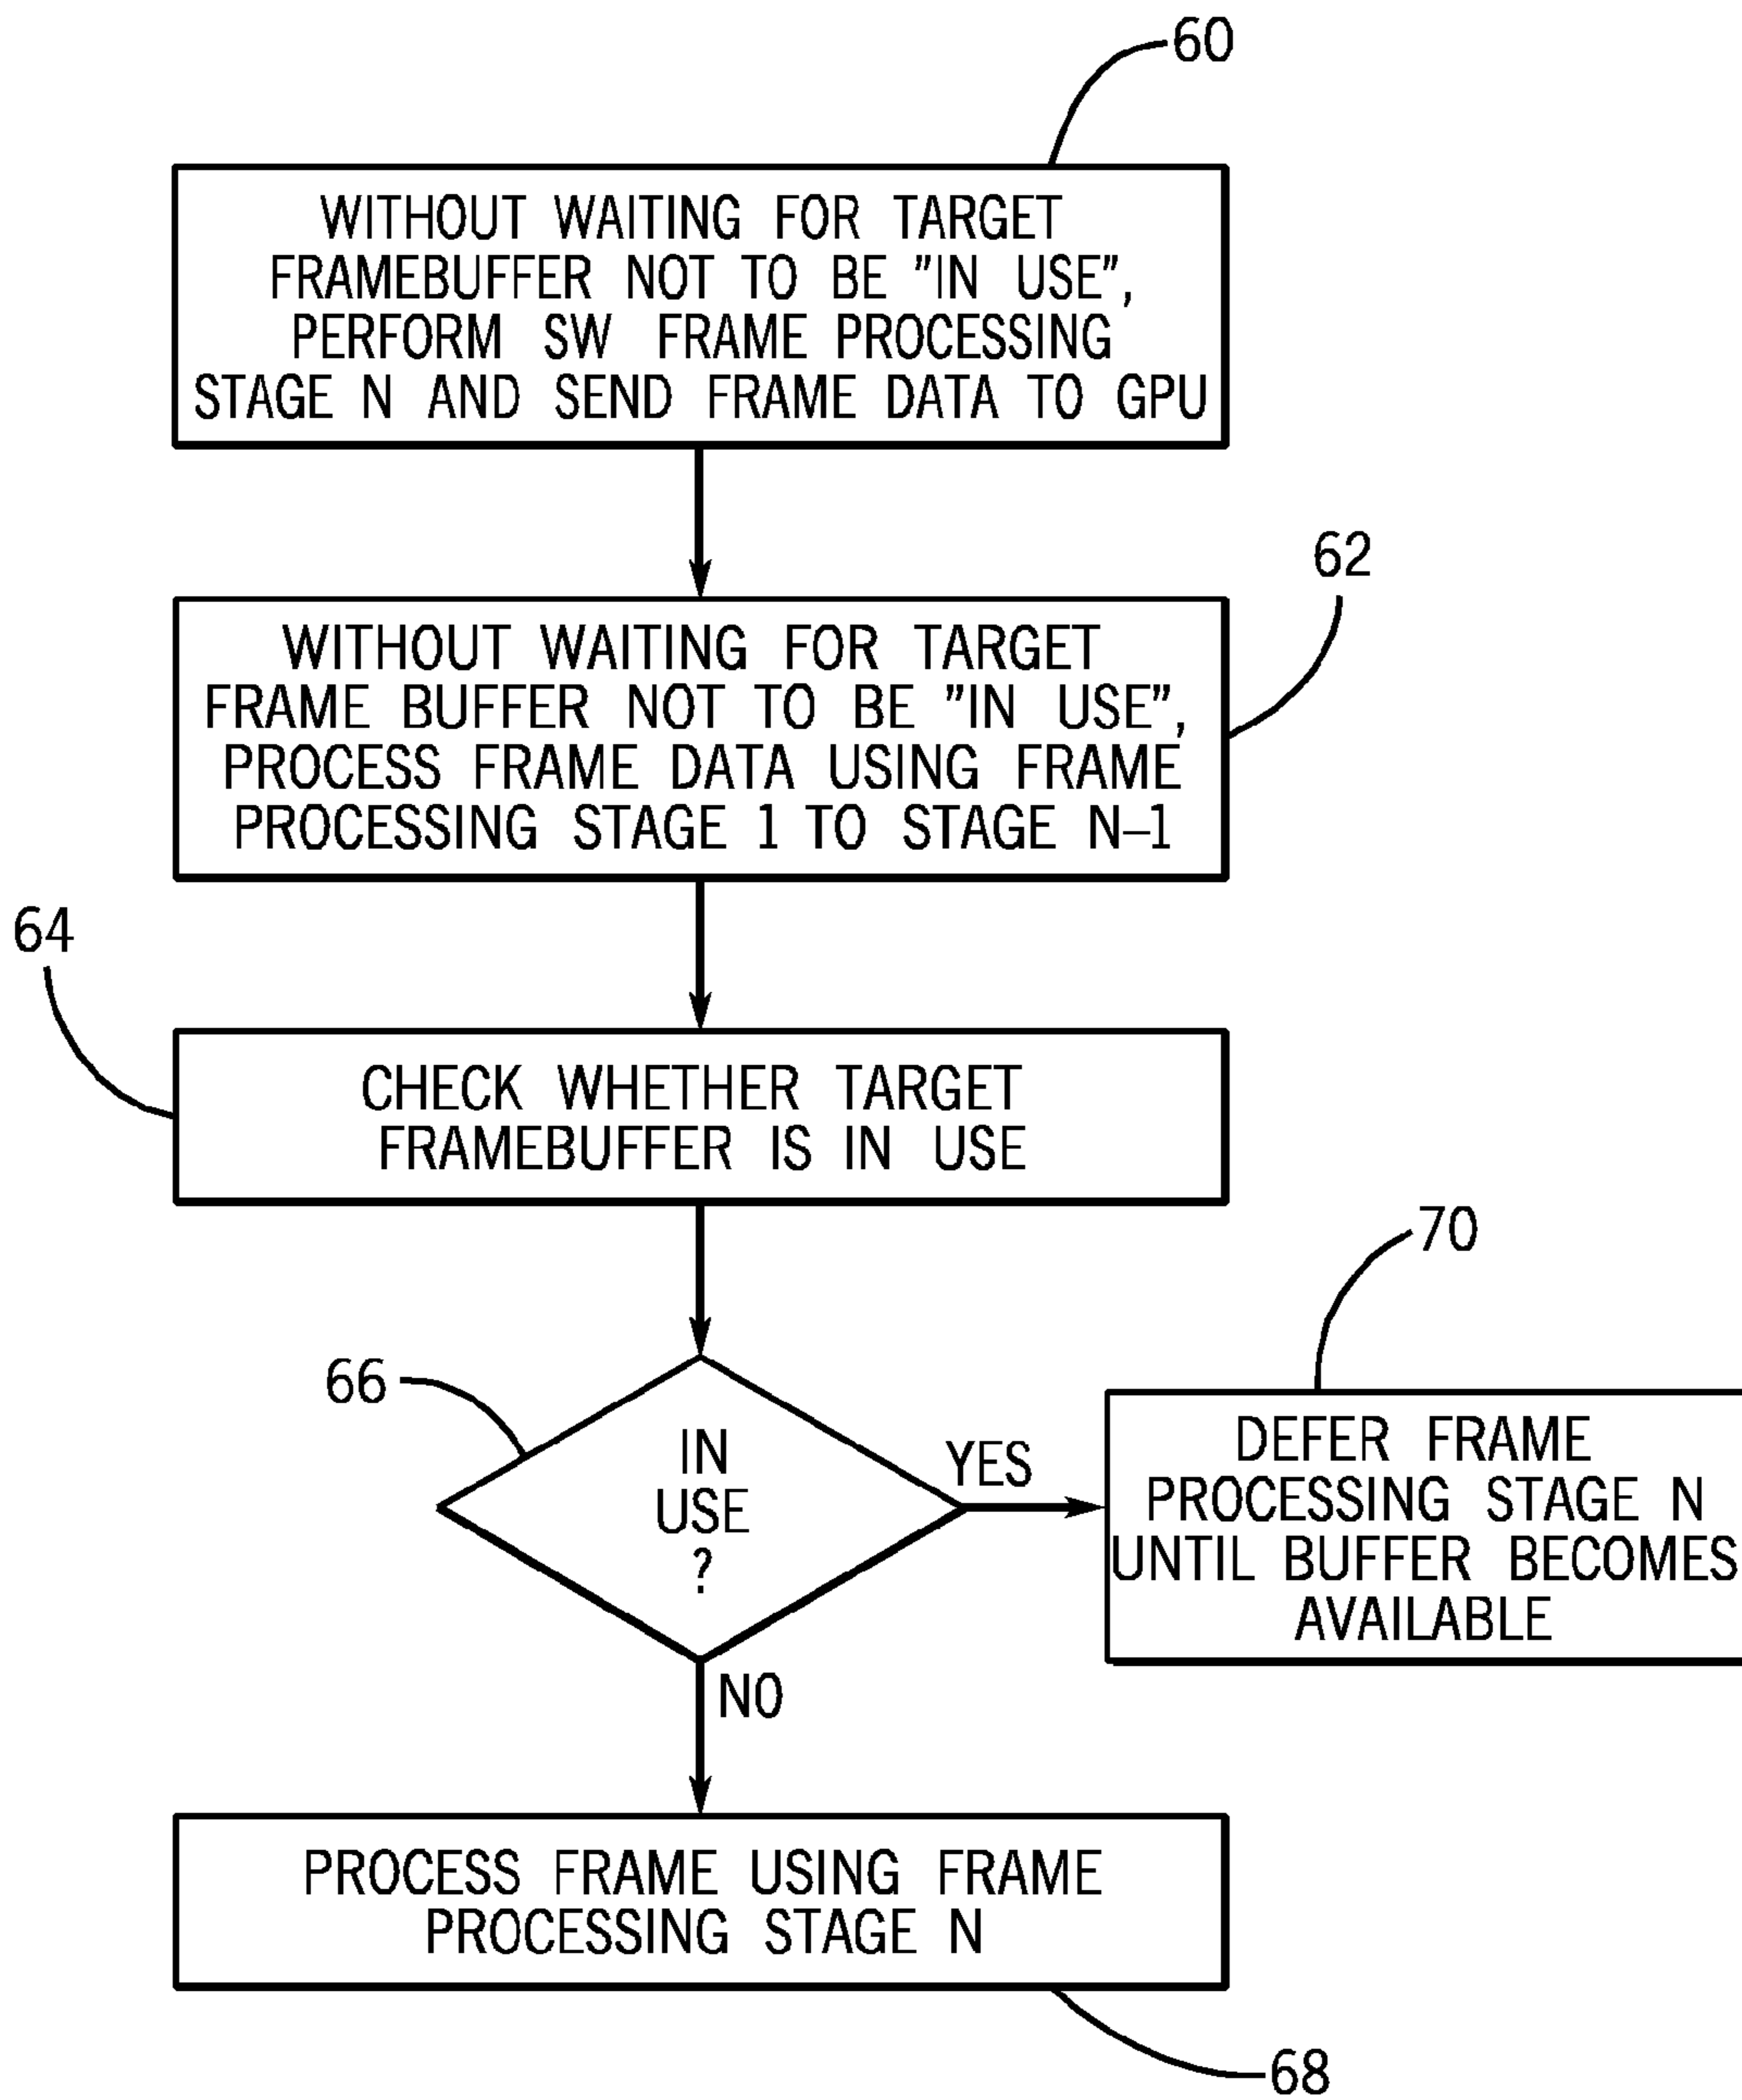 60
WITHOUT WAITING FOR TARGET
FRAMEBUFFER NOT TO BE "IN USE",
PERFORM SW FRAME PROCESSING
STAGE N AND SEND FRAME DATA TO GPU
62
WITHOUT WAITING FOR TARGET
FRAME BUFFER NOT TO BE "IN USE",
PROCESS FRAME DATA USING FRAME
PROCESSING STAGE 1 TO STAGE N–1
64
CHECK WHETHER TARGET
FRAMEBUFFER IS IN USE
66
IN
USE
?
YES
70
DEFER FRAME
PROCESSING STAGE N
UNTIL BUFFER BECOMES
AVAILABLE
NO
PROCESS FRAME USING FRAME
PROCESSING STAGE N
68